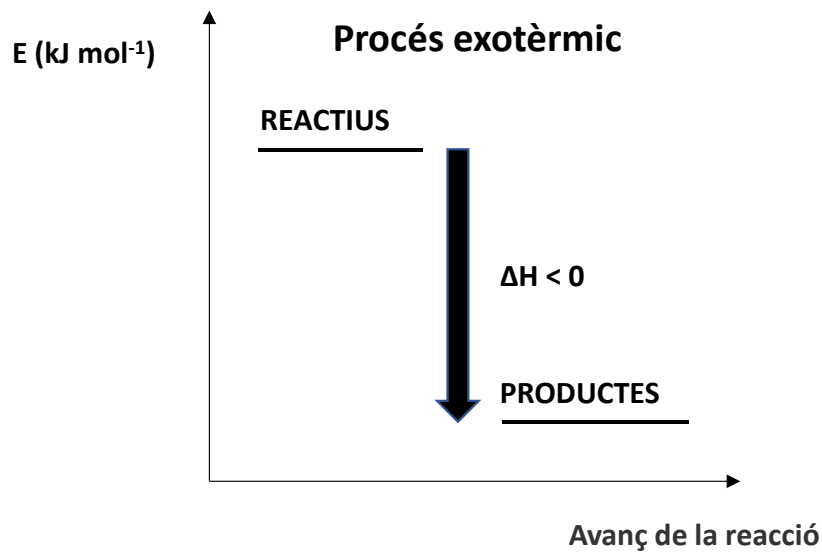 Procés exotèrmic
E (kJ mol⁻¹)
REACTIUS
ΔH < 0
PRODUCTES
Avanç de la reacció